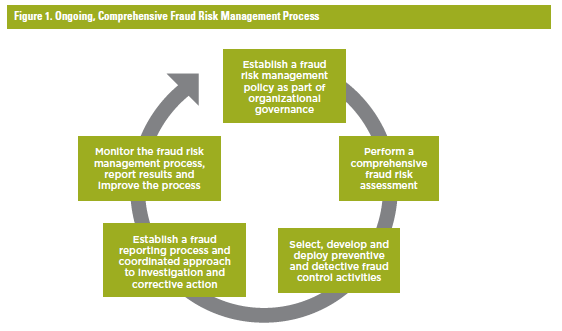 Figure 1. Ongoing, Comprehensive Fraud Risk Management Process
Establish a fraud
risk management
policy as part of
organizational
governance
Perform a
comprehensive
fraud risk
assessment
Select, develop and
deploy preventive
and detective fraud
control activities
Establish a fraud
reporting process and
coordinated approach
to investigation and
corrective action
Monitor the fraud risk
management process,
report results and
improve the process